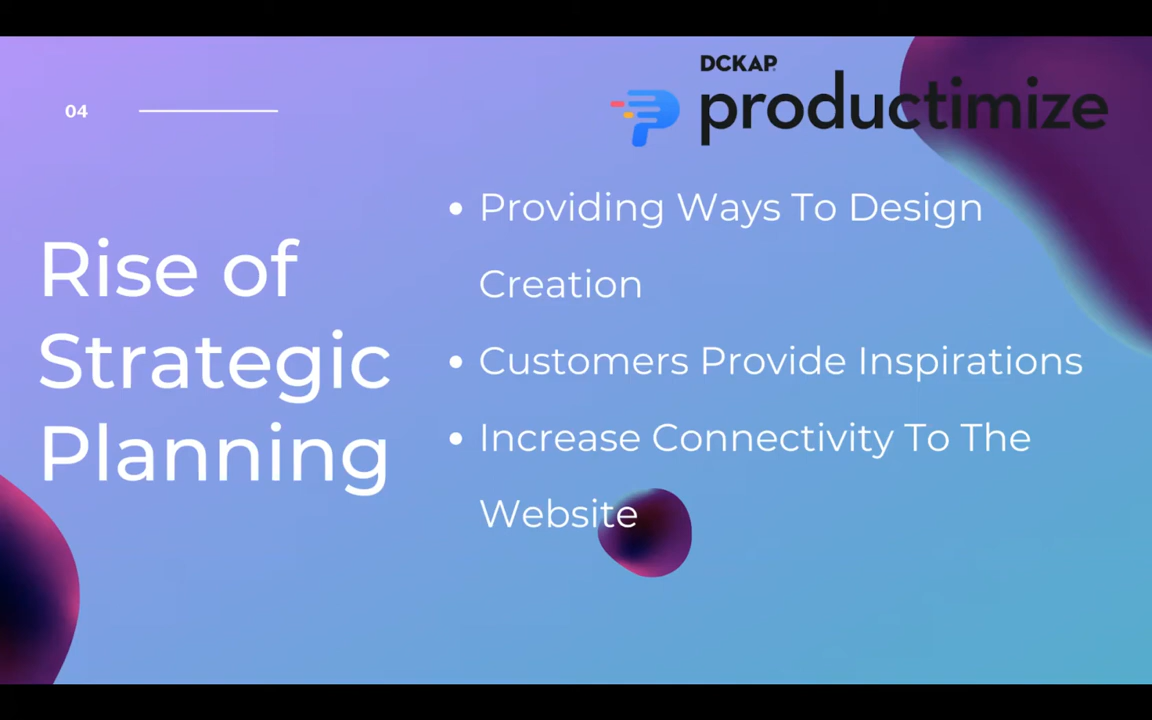 04
DCKAP
productimize
Rise of
Strategic
Planning
• Providing Ways To Design
Creation
• Customers Provide Inspirations
• Increase Connectivity To The
Website